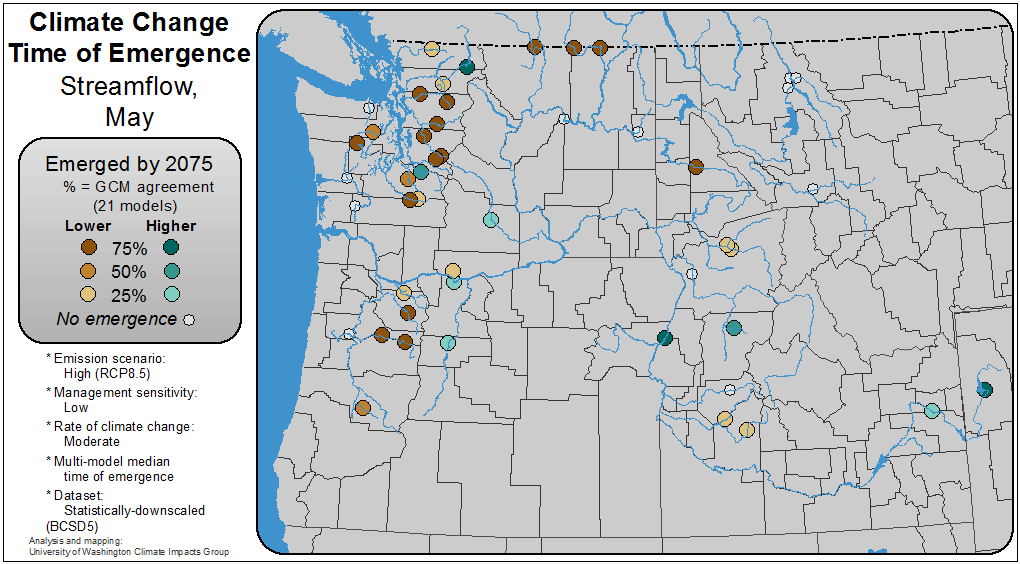 Climate Change
Time of Emergence
Streamflow,
May
Emerged by 2075
% = GCM agreement
(21 models)
Lower Higher
75%
50%
25%
No emergence
* Emission scenario:
High (RCP8.5)
* Management sensitivity:
Low
* Rate of climate change:
Moderate
* Multi-model median
time of emergence
* Dataset:
Statistically-downscaled
(BCSD5)
Analysis and mapping:
University of Washington Climate Impacts Group